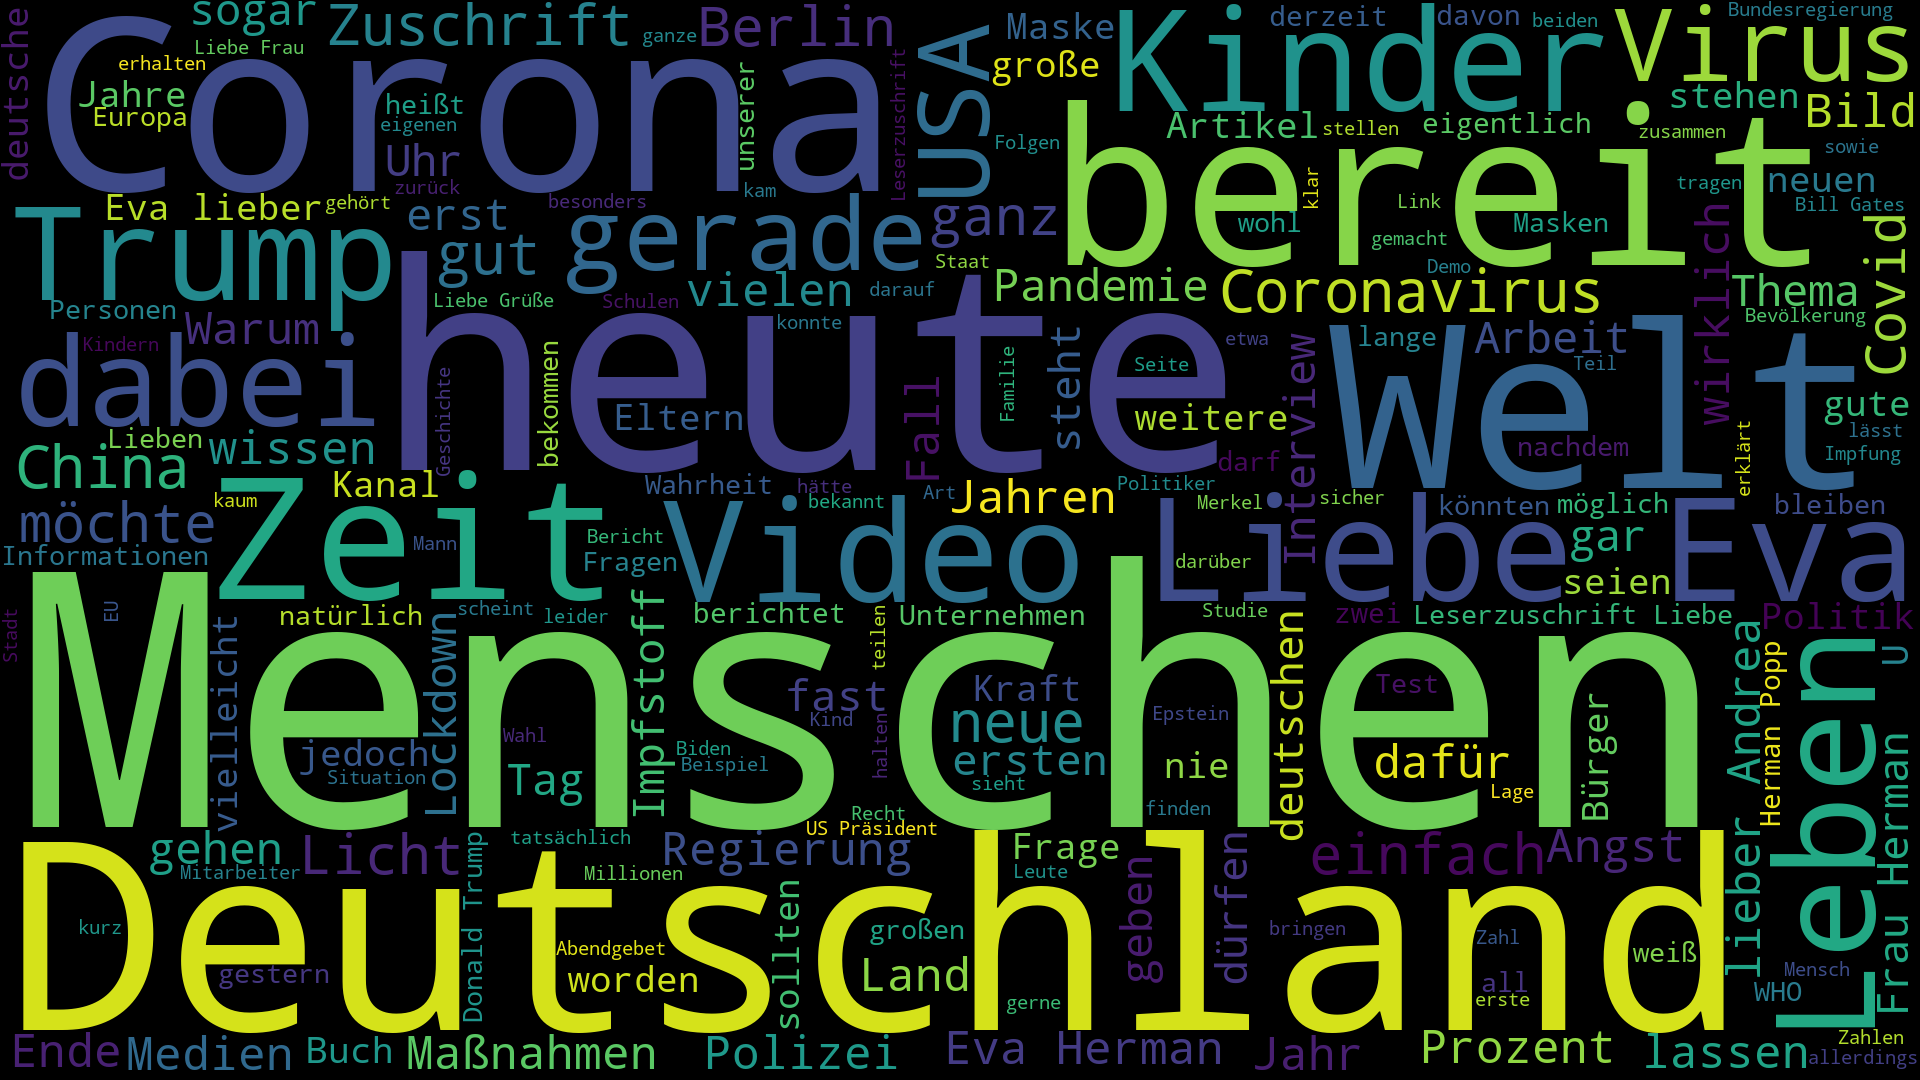 deutsche
sogar
Liebe Frau
erhalten
Jahre
Europa
Corona
Zuschrift
ganze
Berlin
heißt
eigenen
Uhr
zurück
unserer
Leserzuschrift
USA
Maske
große
Folgen
Kinder
derzeit
davon
beiden
Virus
Bundesregierung
stehen
Bild
Artikel
stellen
eigentlich
zusammen
sowie
bereit
klar
Link
wohl
gemacht
Masken
Demo
tragen
neuen
Bill Gates
Trump
Eva lieber
gehört
erst
gut
besonders
kam
gerade
ganz
Staat
vielen
darauf
Liebe Grüße
Schulen
Pandemie
Coronavirus
wirklich
Thema
Bevölkerung
Covid
Personen
Warum
Kindern
dabei
heute
konnte
Geschichte
bekommen
Eltern
Fall
Familie
steht
Seite
etwa
weitere
darf
Interview
Welt
lange
Arbeit
Teil
nachdem
erklärt
gute
lässt
Impfung
China
Lieben
wissen
kaum
Kanal
Wahrheit
hätte
bekannt
Art
Jahren
Politiker
Merkel
sicher
könnten
möglich
bleiben
möchte
Informationen
Zeit
Mann
Bericht
Fragen
Video
Liebe
darüber
gar
seien
Eva
Stadt
EU
Menschen
natürlich
scheint
leider
vielleicht
Lockdown
Impfstoff
berichtet
teilen
Unternehmen
Studie
deutschen
zwei
Leserzuschrift Liebe
Politik
jedoch
Situation
Wahl
Tag
Biden
Beispiel
fast
Kind
halten
Kraft
neue
ersten
sieht
Epstein
nie
finden
Test
dafür
Lage
Bürger
lieber Andrea
Herman Popp
Leben
U
Frau Herman
gehen
Mitarbeiter
Licht
Donald Trump
tatsächlich
Millionen
Regierung
Recht
US Präsident
Frage
Leute
einfach
Angst
Deutschland
kurz
gestern
Abendgebet
worden
sollten
großen
Land
gerne
geben
dürfen
bringen
Zahl
all
erste
weiß
WHO
Mensch
Ende
Medien
Buch
Maßnahmen
Polizei
Eva Herman
Jahr
Prozent
lassen
Zahlen
allerdings